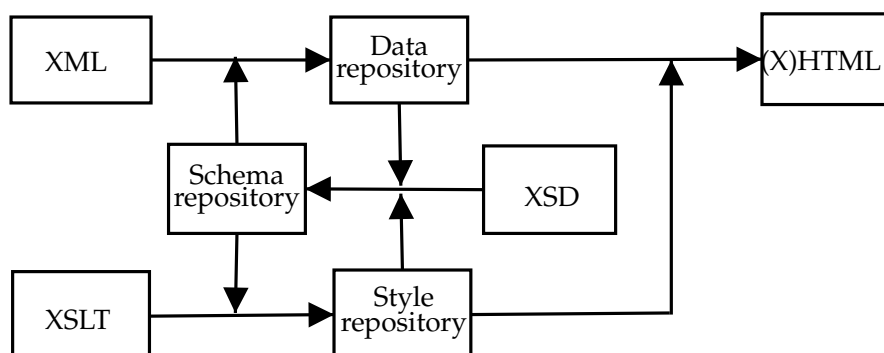 XML
Data
repository
(X)HTML
Schema
repository
XSD
XSLT
Style
repository